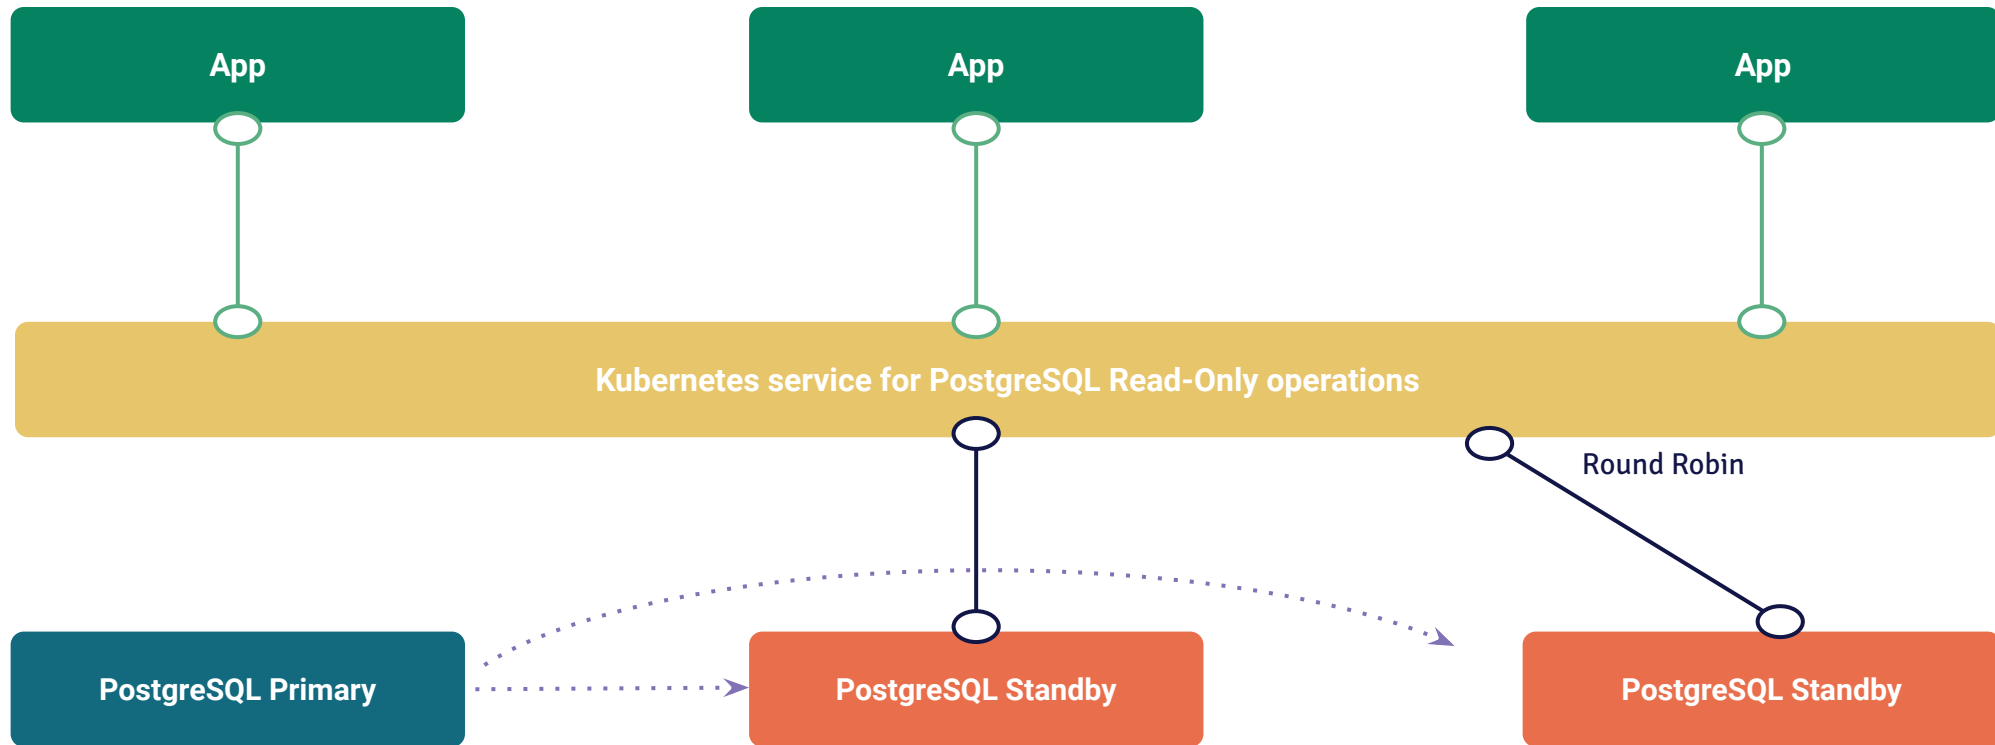 App
App
App
Kubernetes service for PostgreSQL Read-Only operations
Round Robin
PostgreSQL Primary
PostgreSQL Standby
PostgreSQL Standby